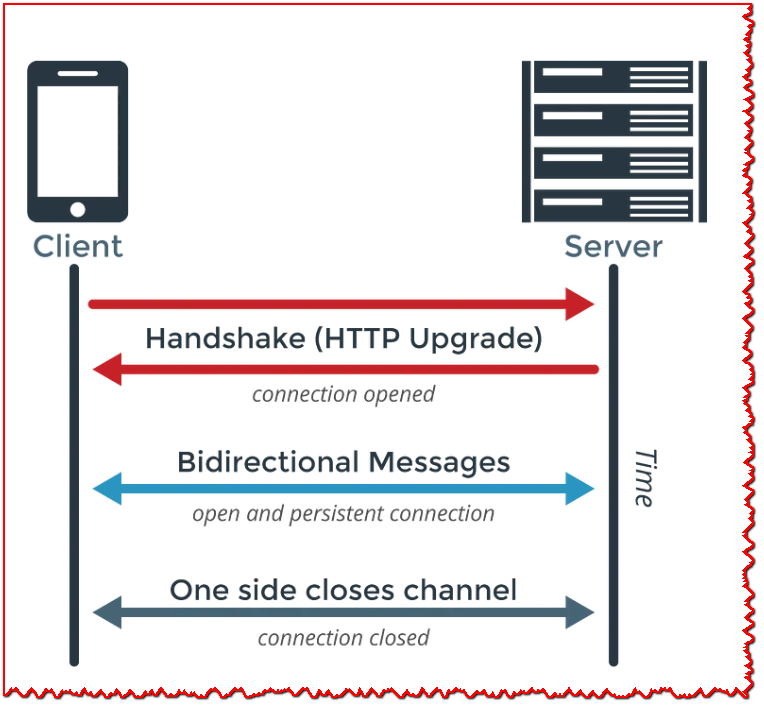 Client
Server
Handshake (HTTP Upgrade)
connection opened
Bidirectional Messages
open and persistent connection
Time
One side closes channel
connection closed